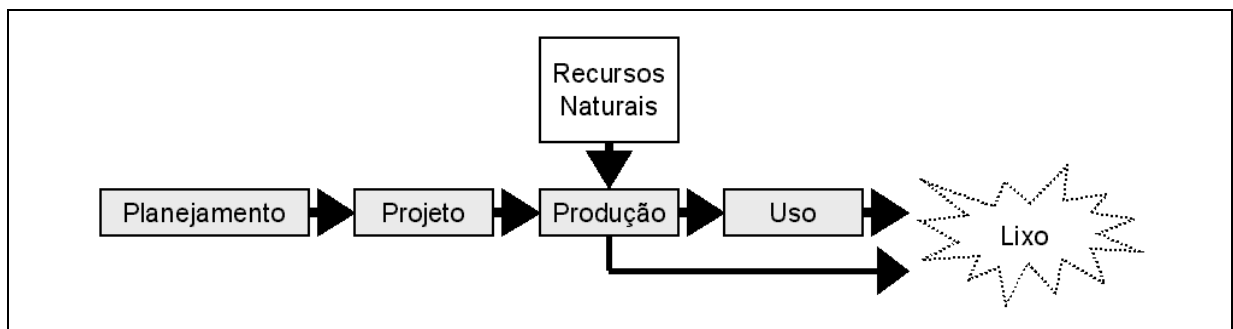 Recursos
Naturais
Planejamento
Projeto
Produção
Uso
Lixo